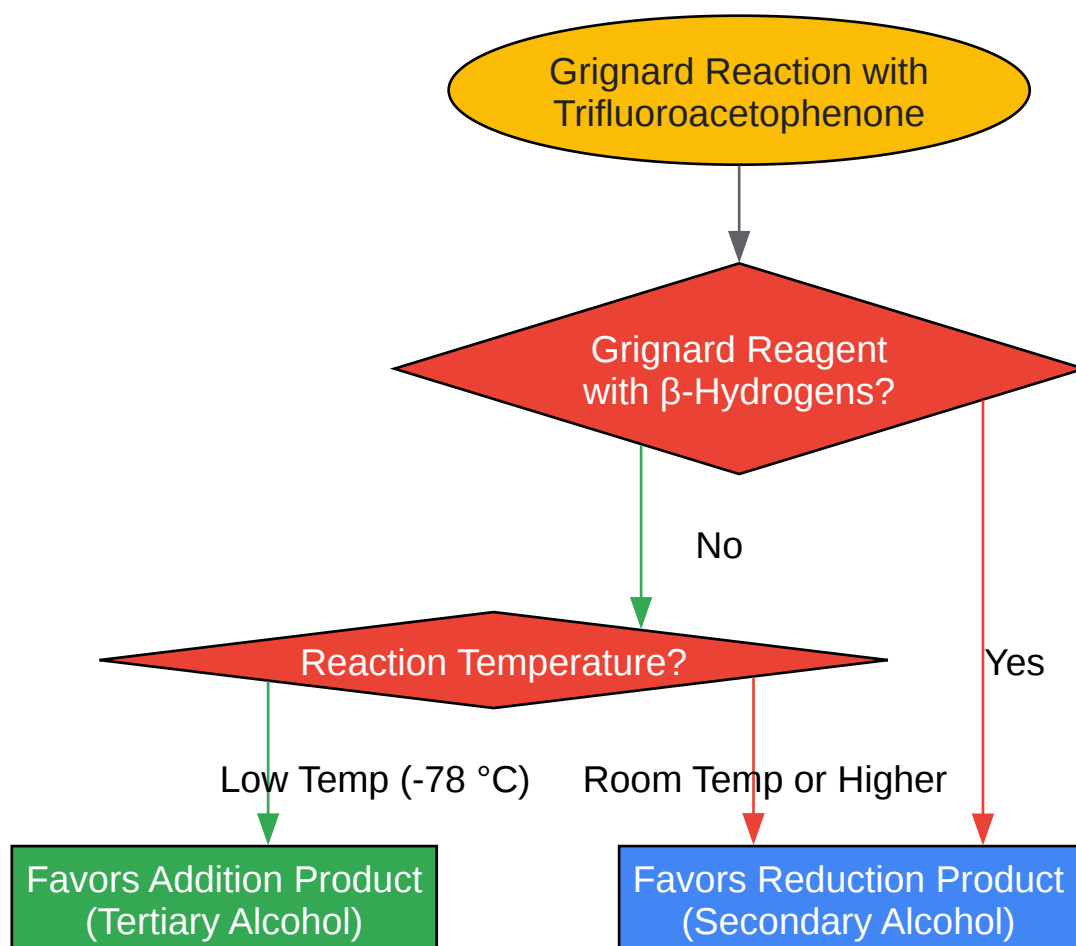 Grignard Reaction with
Trifluoroacetophenone
Grignard Reagent
with β-Hydrogens?
No
Reaction Temperature?
Yes
Low Temp (-78 °C)
Room Temp or Higher
Favors Addition Product
(Tertiary Alcohol)
Favors Reduction Product
(Secondary Alcohol)